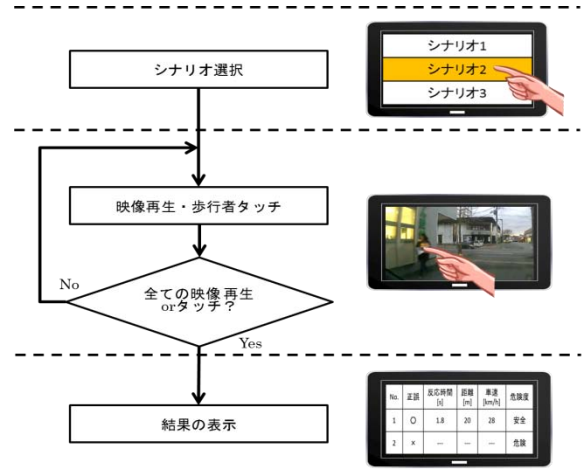 シナリオ選択
シナリオ1
シナリオ2
シナリオ3
映像再生・歩行者タッチ
No
全ての映像再生
orタッチ？
Yes
結果の表示
No. 正誤 反応時間[s] 距離[m] 車速[km/h] 危険度
1 〇 1.8 20 28 安全
2 × --- --- --- 危険